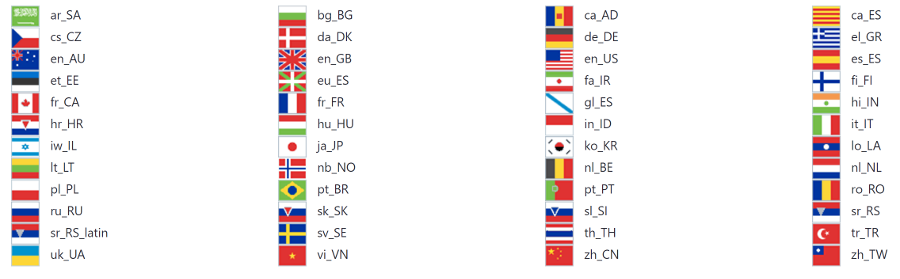 ar_SA bg_BG ca_AD ca_ES
cs_CZ da_DK de_DE el_GR
en_AU en_GB en_US es_ES
et_EE eu_ES fa_IR fi_FI
fr_CA fr_FR gl_ES hi_IN
hr_HR hu_HU in_ID it_IT
iw_IL ja_JP ko_KR lo_LA
lt_LT nb_NO nl_BE nl_NL
pl_PL pt_BR pt_PT ro_RO
ru_RU sk_SK sl_SI sr_RS
sr_RS_latin sv_SE th_TH tr_TR
uk_UA vi_VN zh_CN zh_TW